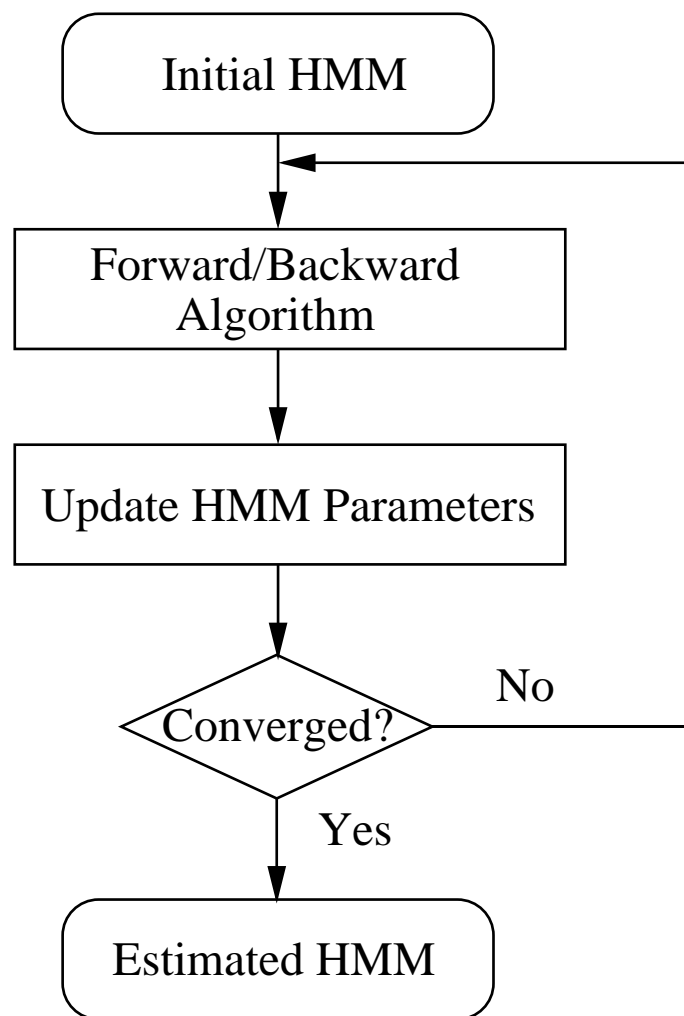 Initial HMM
Forward/Backward
Algorithm
Update HMM Parameters
Converged?
No
Yes
Estimated HMM